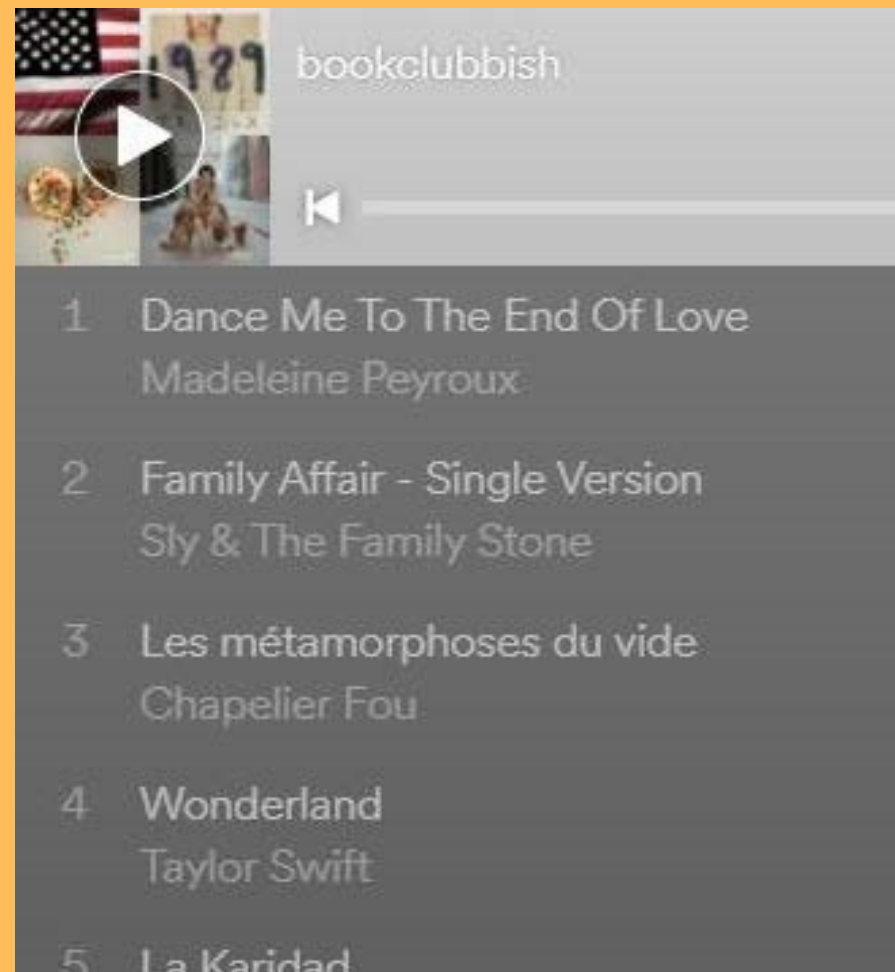 1989
bookclubbish
1 Dance Me To The End Of Love
Madeleine Peyroux
2 Family Affair - Single Version
Sly & The Family Stone
3 Les métamorphoses du vide
Chapelier Fou
4 Wonderland
Taylor Swift
5 La Karidad